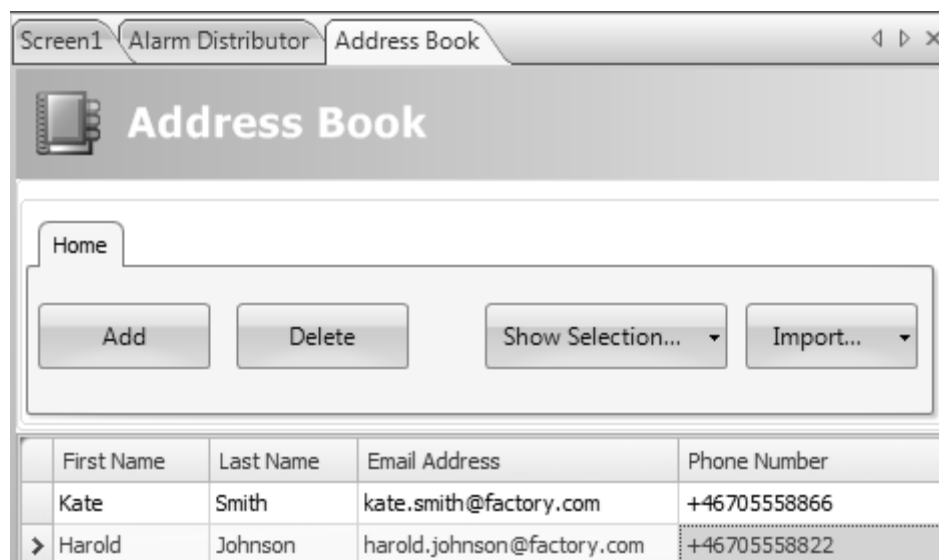 Screen1 Alarm Distributor Address Book
Address Book
Home
Add Delete Show Selection... Import...
First Name Last Name Email Address Phone Number
Kate Smith kate.smith@factory.com +46705558866
Harold Johnson harold.johnson@factory.com +46705558822